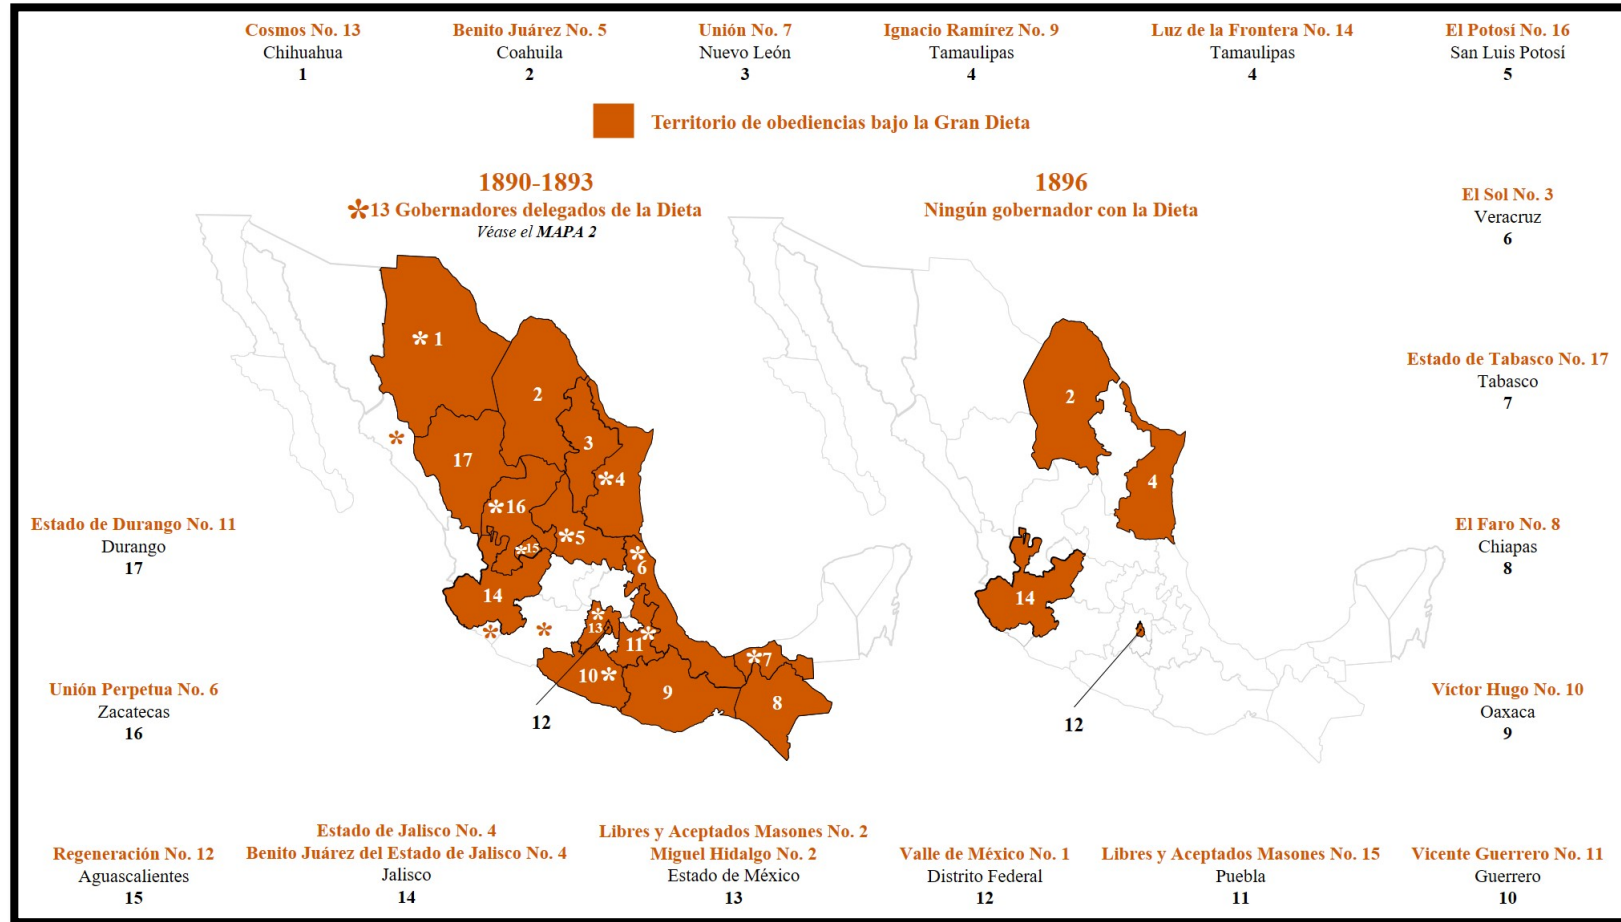 Cosmos No. 13
Chihuahua
1
Benito Juárez No. 5
Coahuila
2
Unión No. 7
Nuevo León
3
Ignacio Ramírez No. 9
Tamaulipas
4
Luz de la Frontera No. 14
Tamaulipas
4
El Potosí No. 16
San Luis Potosí
5
Territorio de obediencias bajo la Gran Dieta
1890-1893
*13 Gobernadores delegados de la Dieta
Véase el MAPA 2
1896
Ningún gobernador con la Dieta
El Sol No. 3
Veracruz
6
Estado de Tabasco No. 17
Tabasco
7
El Faro No. 8
Chiapas
8
Víctor Hugo No. 10
Oaxaca
9
* 1
2
3
*
17
*4
*16
*5
*15
*
6
14
*
*
*
13
*
11
*7
10*
9
8
12
2
4
14
12
Estado de Durango No. 11
Durango
17
Unión Perpetua No. 6
Zacatecas
16
Regeneración No. 12
Aguascalientes
15
Estado de Jalisco No. 4
Benito Juárez del Estado de Jalisco No. 4
Jalisco
14
Libres y Aceptados Masones No. 2
Miguel Hidalgo No. 2
Estado de México
13
Valle de México No. 1
Distrito Federal
12
Libres y Aceptados Masones No. 15
Puebla
11
Vicente Guerrero No. 11
Guerrero
10